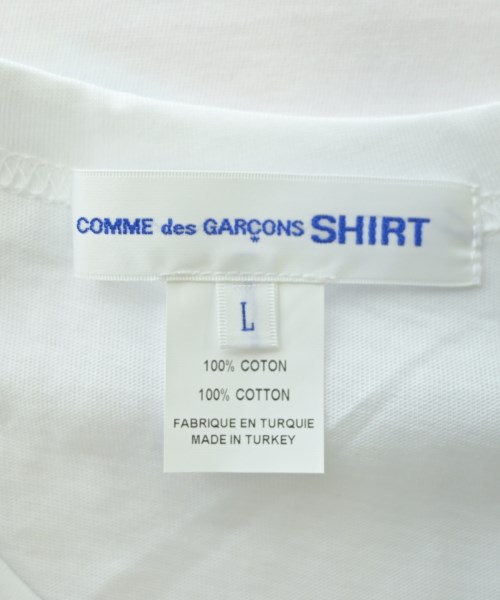 COMME des GARÇONS SHIRT
L
100% COTON
100% COTTON
FABRIQUE EN TURQUIE
MADE IN TURKEY